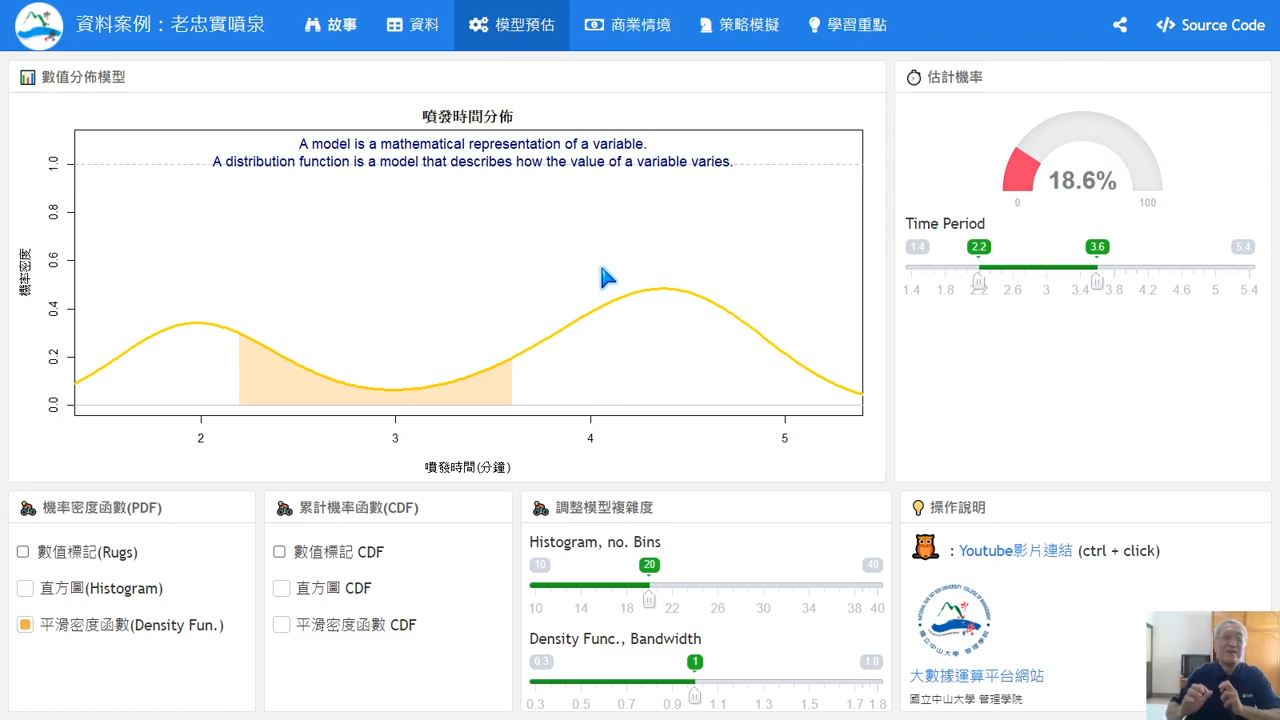 資料案例：老忠實噴泉
故事
資料
模型預估
商業情境
策略模擬
學習重點
Source Code
數值分佈模型
噴發時間分佈
A model is a mathematical representation of a variable.
A distribution function is a model that describes how the value of a variable varies.
機率密度
1.0
0.8
0.6
0.4
0.2
0.0
2 3 4 5
噴發時間(分鐘)
估計機率
18.6%
0 100
Time Period
1.4 2.2 3.6 5.4
1.4 1.8 2.2 2.6 3 3.4 3.8 4.2 4.6 5 5.4
機率密度函數(PDF)
數值標記(Rugs)
直方圖(Histogram)
平滑密度函數(Density Fun.)
累計機率函數(CDF)
數值標記 CDF
直方圖 CDF
平滑密度函數 CDF
調整模型複雜度
Histogram, no. Bins
10 20 40
10 14 18 22 26 30 34 38 40
Density Func., Bandwidth
0.3 1 1.8
0.3 0.5 0.7 0.9 1.1 1.3 1.5 1.7 1.8
操作說明
: Youtube影片連結 (ctrl + click)
國立中山大學 管理學院
大數據運算平台網站
國立中山大學 管理學院